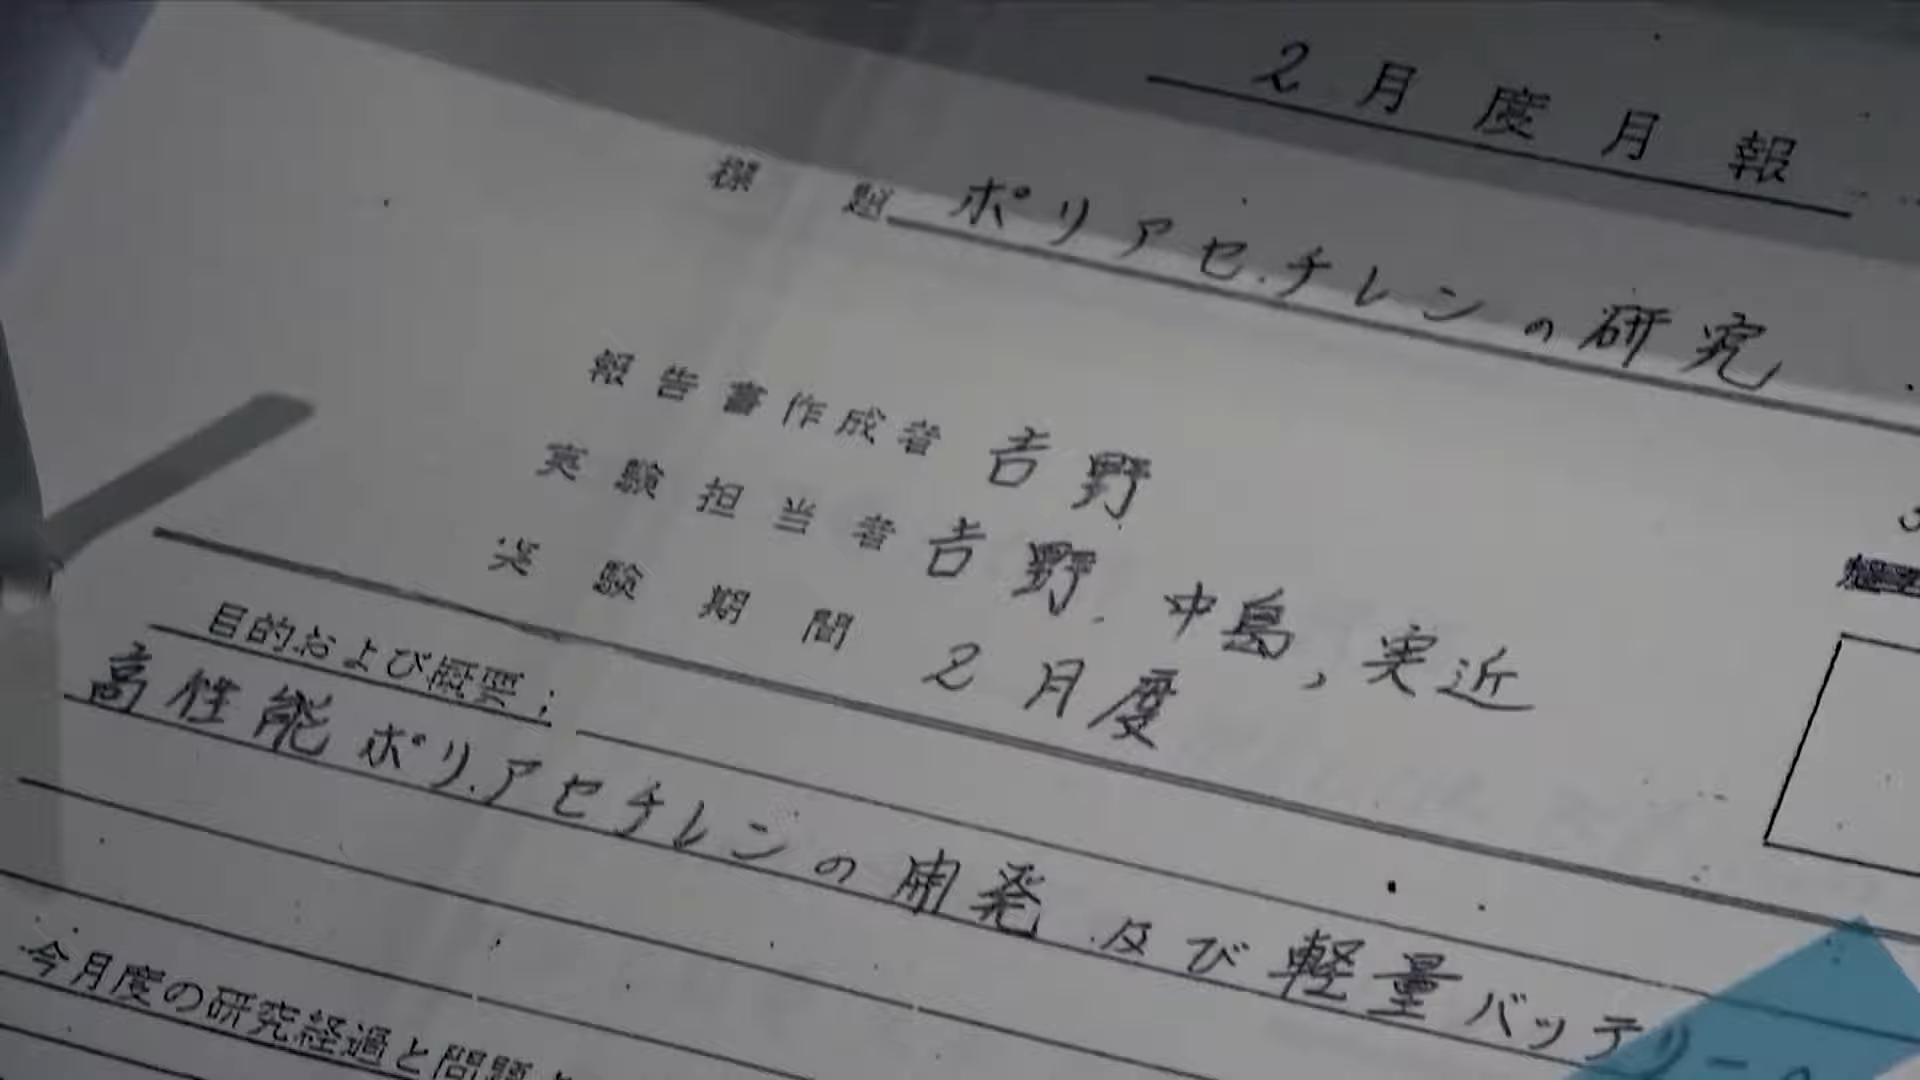 2月度月報
標題 ポリアセチレンの研究
報告書作成者 吉野
実験担当者 吉野、中島, 実近
実験期間 2月度
目的および概要;
高性能ポリアセチレンの開発及び軽量バッテリー
今月度の研究経過と問題